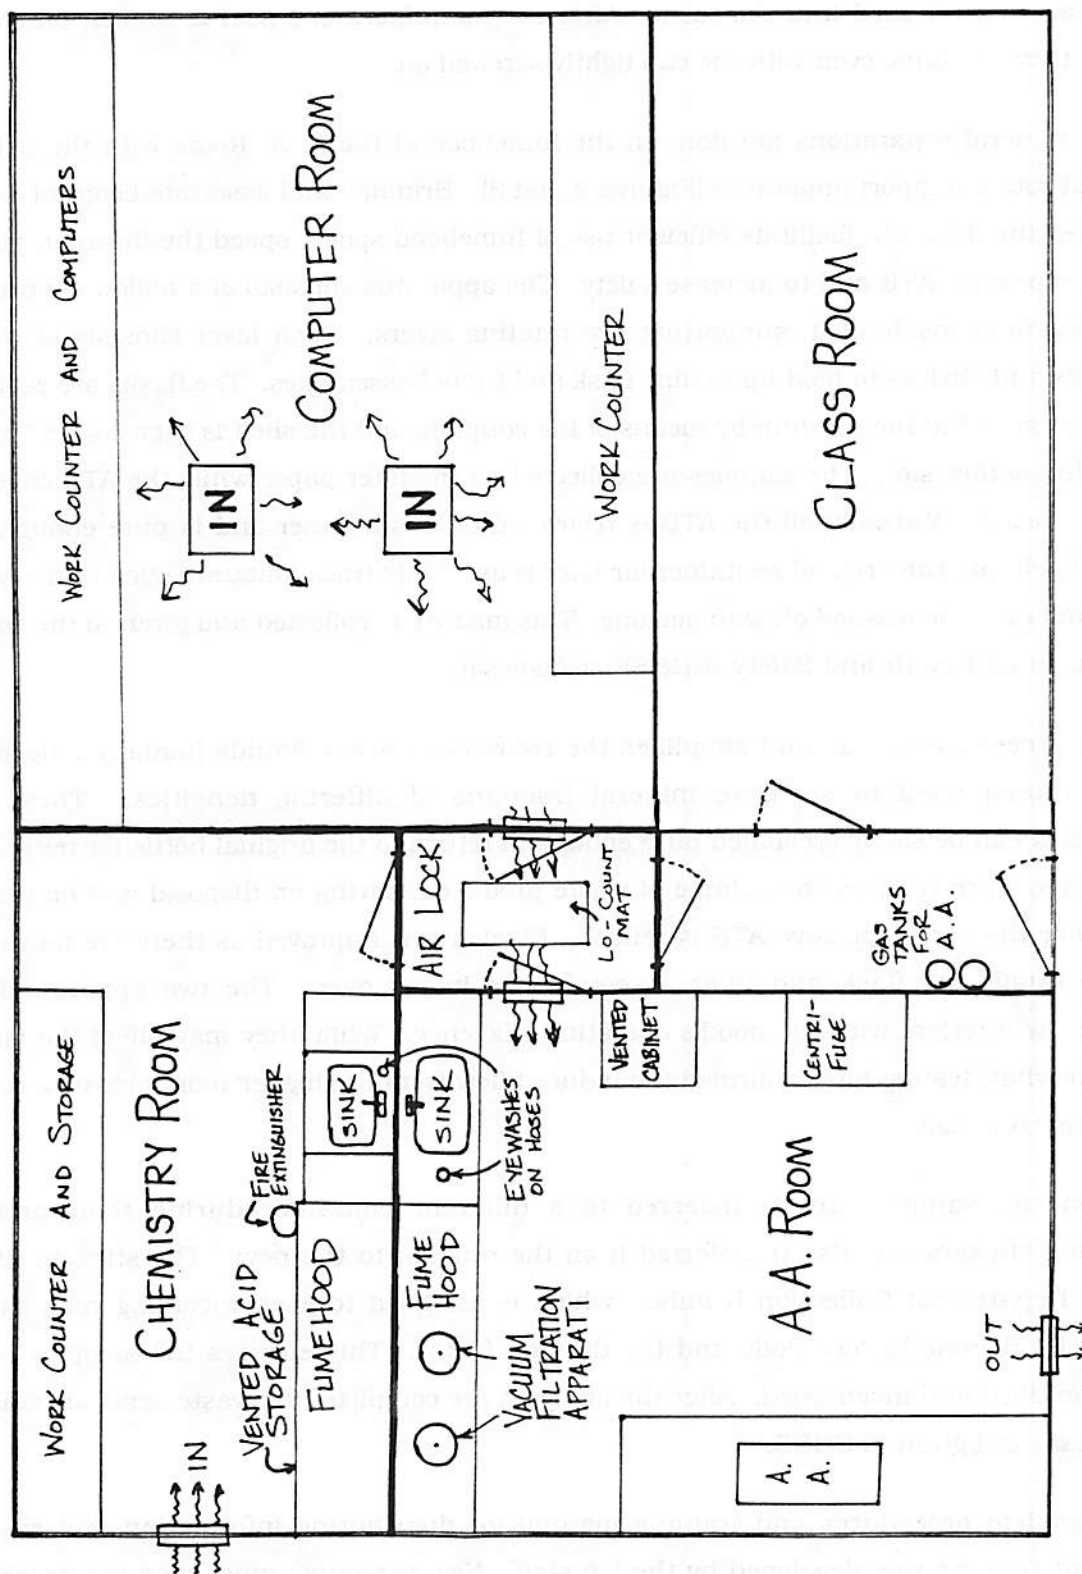 WORK COUNTER AND STORAGE
WORK COUNTER AND COMPUTERS
IN
CHEMISTRY ROOM
COMPUTER ROOM
IN
IN
VENTED ACID
STORAGE
FIRE
EXTINGUISHER
FUMEHOOD
SINK
AIR LOCK
WORK COUNTER
FUME
HOOD
SINK
EYEWASHES
ON HOSES
LO-COUNT
MAT
VACUUM
FILTRATION
APPARATI
VENTED
CABINET
CLASS ROOM
A.A. ROOM
CENTRI-
FUGE
GAS
TANKS
FOR
A.A.
A.
A.
OUT